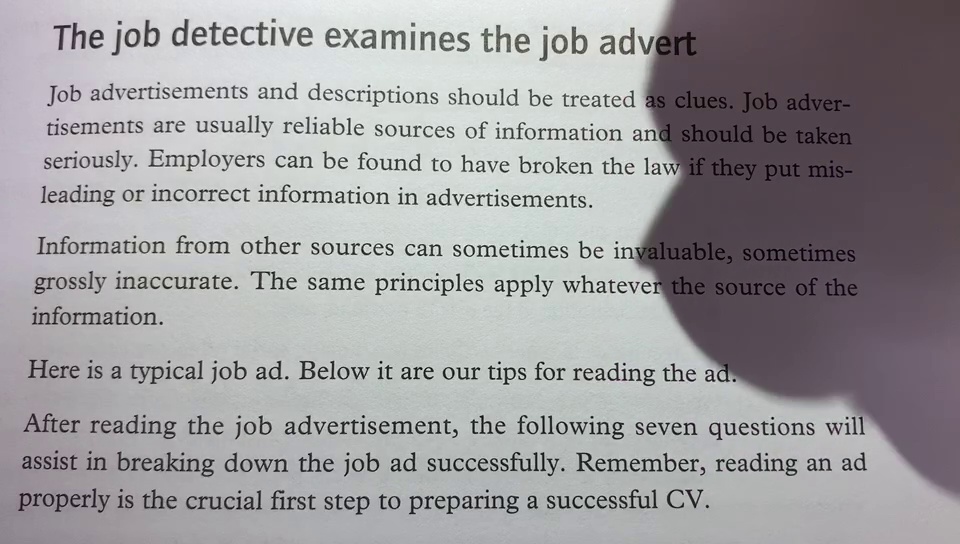 The job detective examines the job advert
Job advertisements and descriptions should be treated as clues. Job adver-
tisements are usually reliable sources of information and should be taken
seriously. Employers can be found to have broken the law if they put mis-
leading or incorrect information in advertisements.
Information from other sources can sometimes be invaluable, sometimes
grossly inaccurate. The same principles apply whatever the source of the
information.
Here is a typical job ad. Below it are our tips for reading the ad.
After reading the job advertisement, the following seven questions will
assist in breaking down the job ad successfully. Remember, reading an ad
properly is the crucial first step to preparing a successful CV.